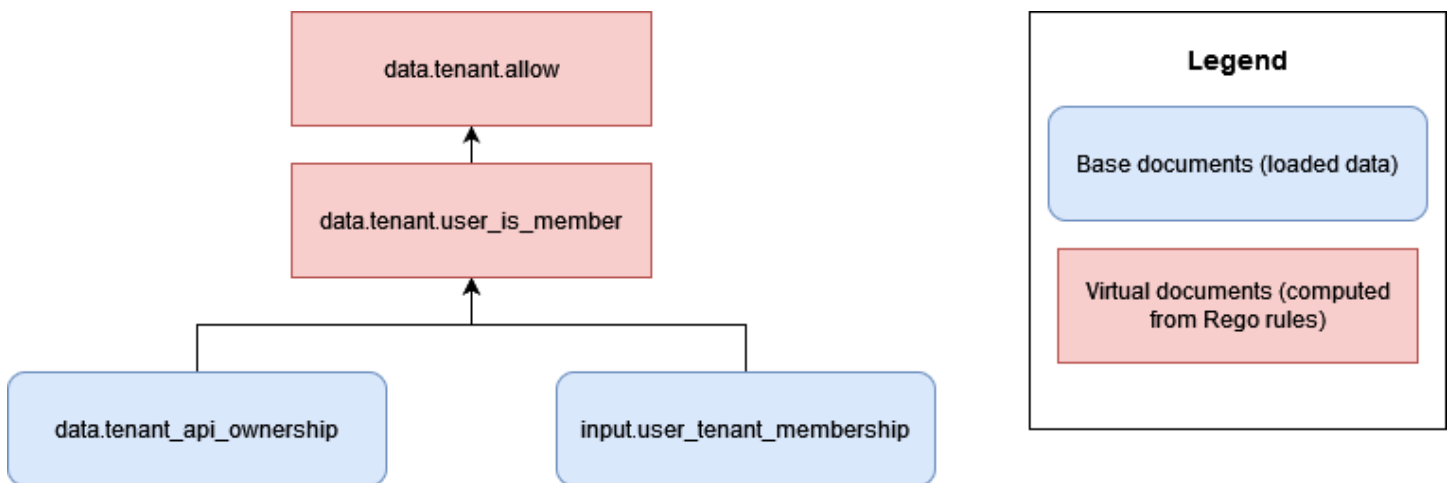 data.tenant.allow
data.tenant.user_is_member
data.tenant_api_ownership
input.user_tenant_membership
Legend
Base documents (loaded data)
Virtual documents (computed
from Rego rules)